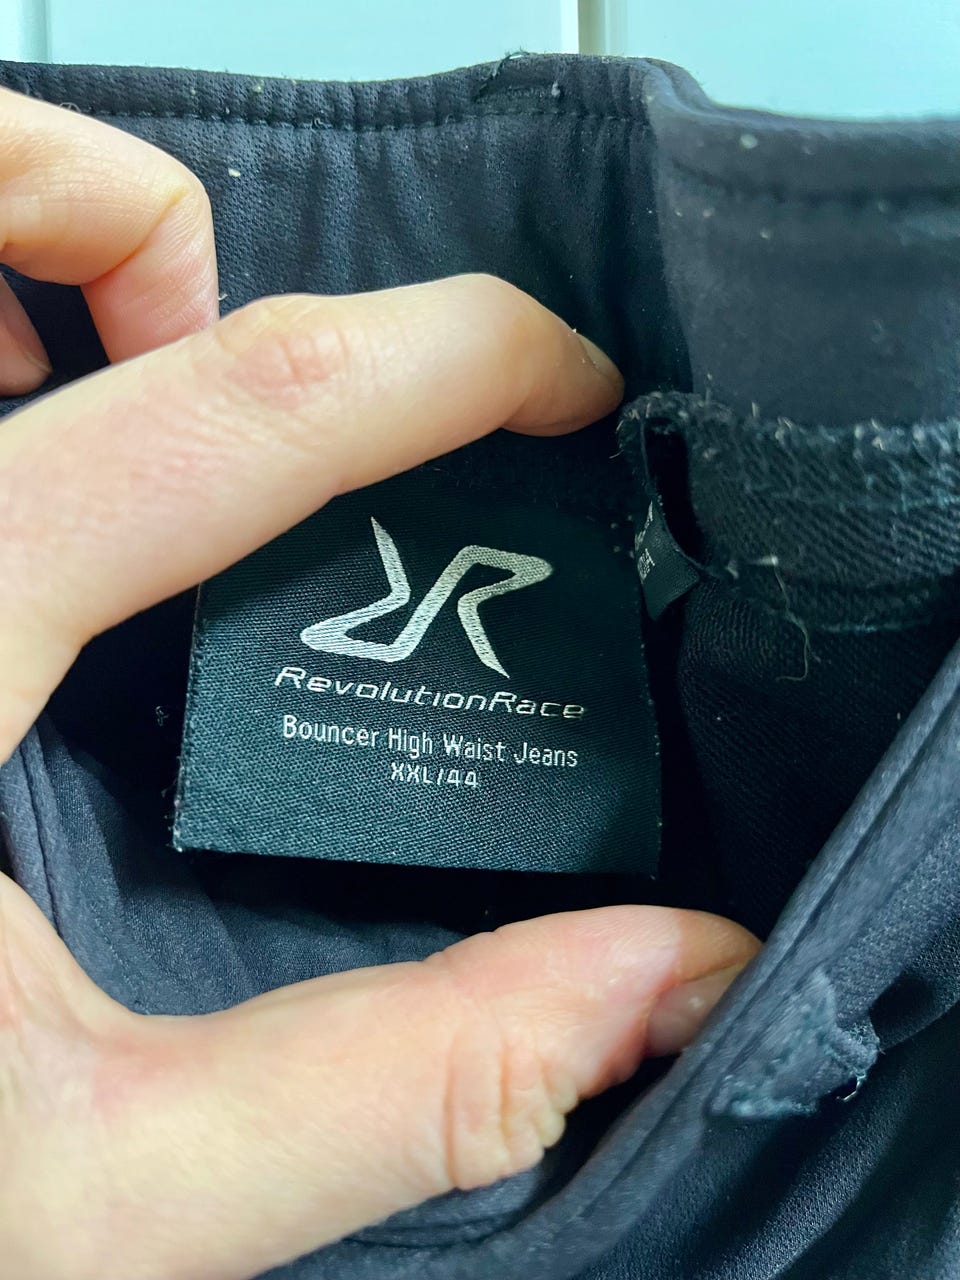 RevolutionRace
Bouncer High Waist Jeans
XXL/44